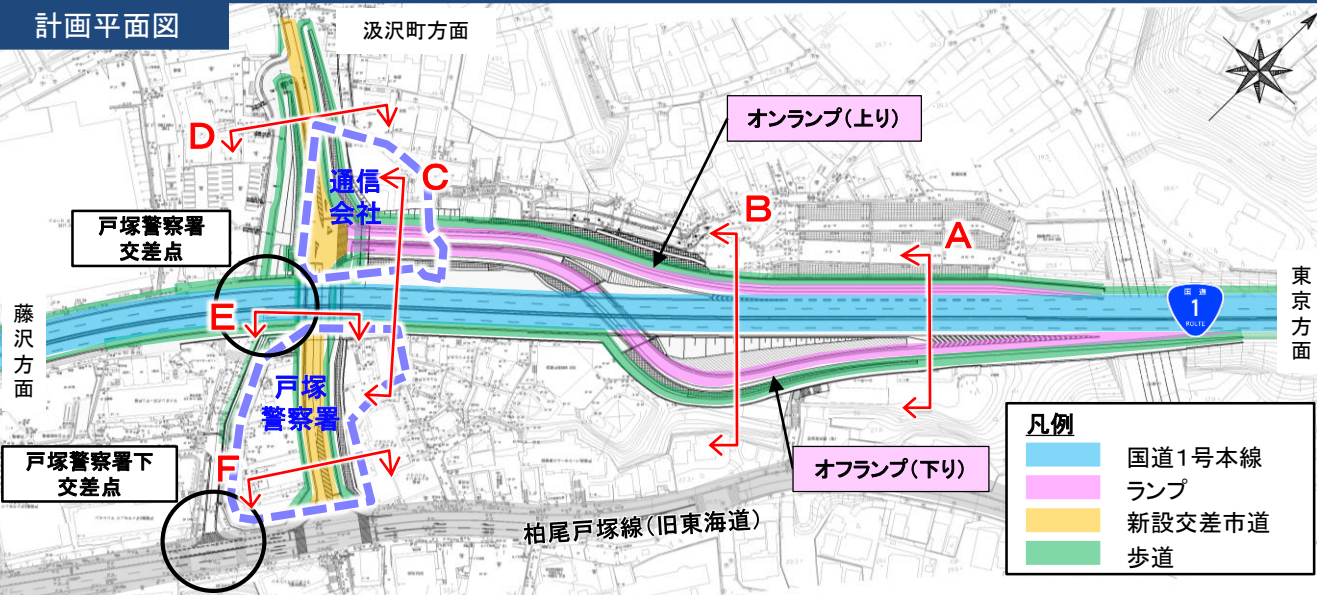 計画平面図
汲沢町方面
オンランプ(上り)
D
通信
会社
C
B
A
戸塚警察署
交差点
E
藤沢方面
国道
1
ROUTE
東京方面
戸塚
警察署
戸塚警察署下
交差点
F
オフランプ(下り)
柏尾戸塚線(旧東海道)
凡例
国道1号本線
ランプ
新設交差市道
歩道